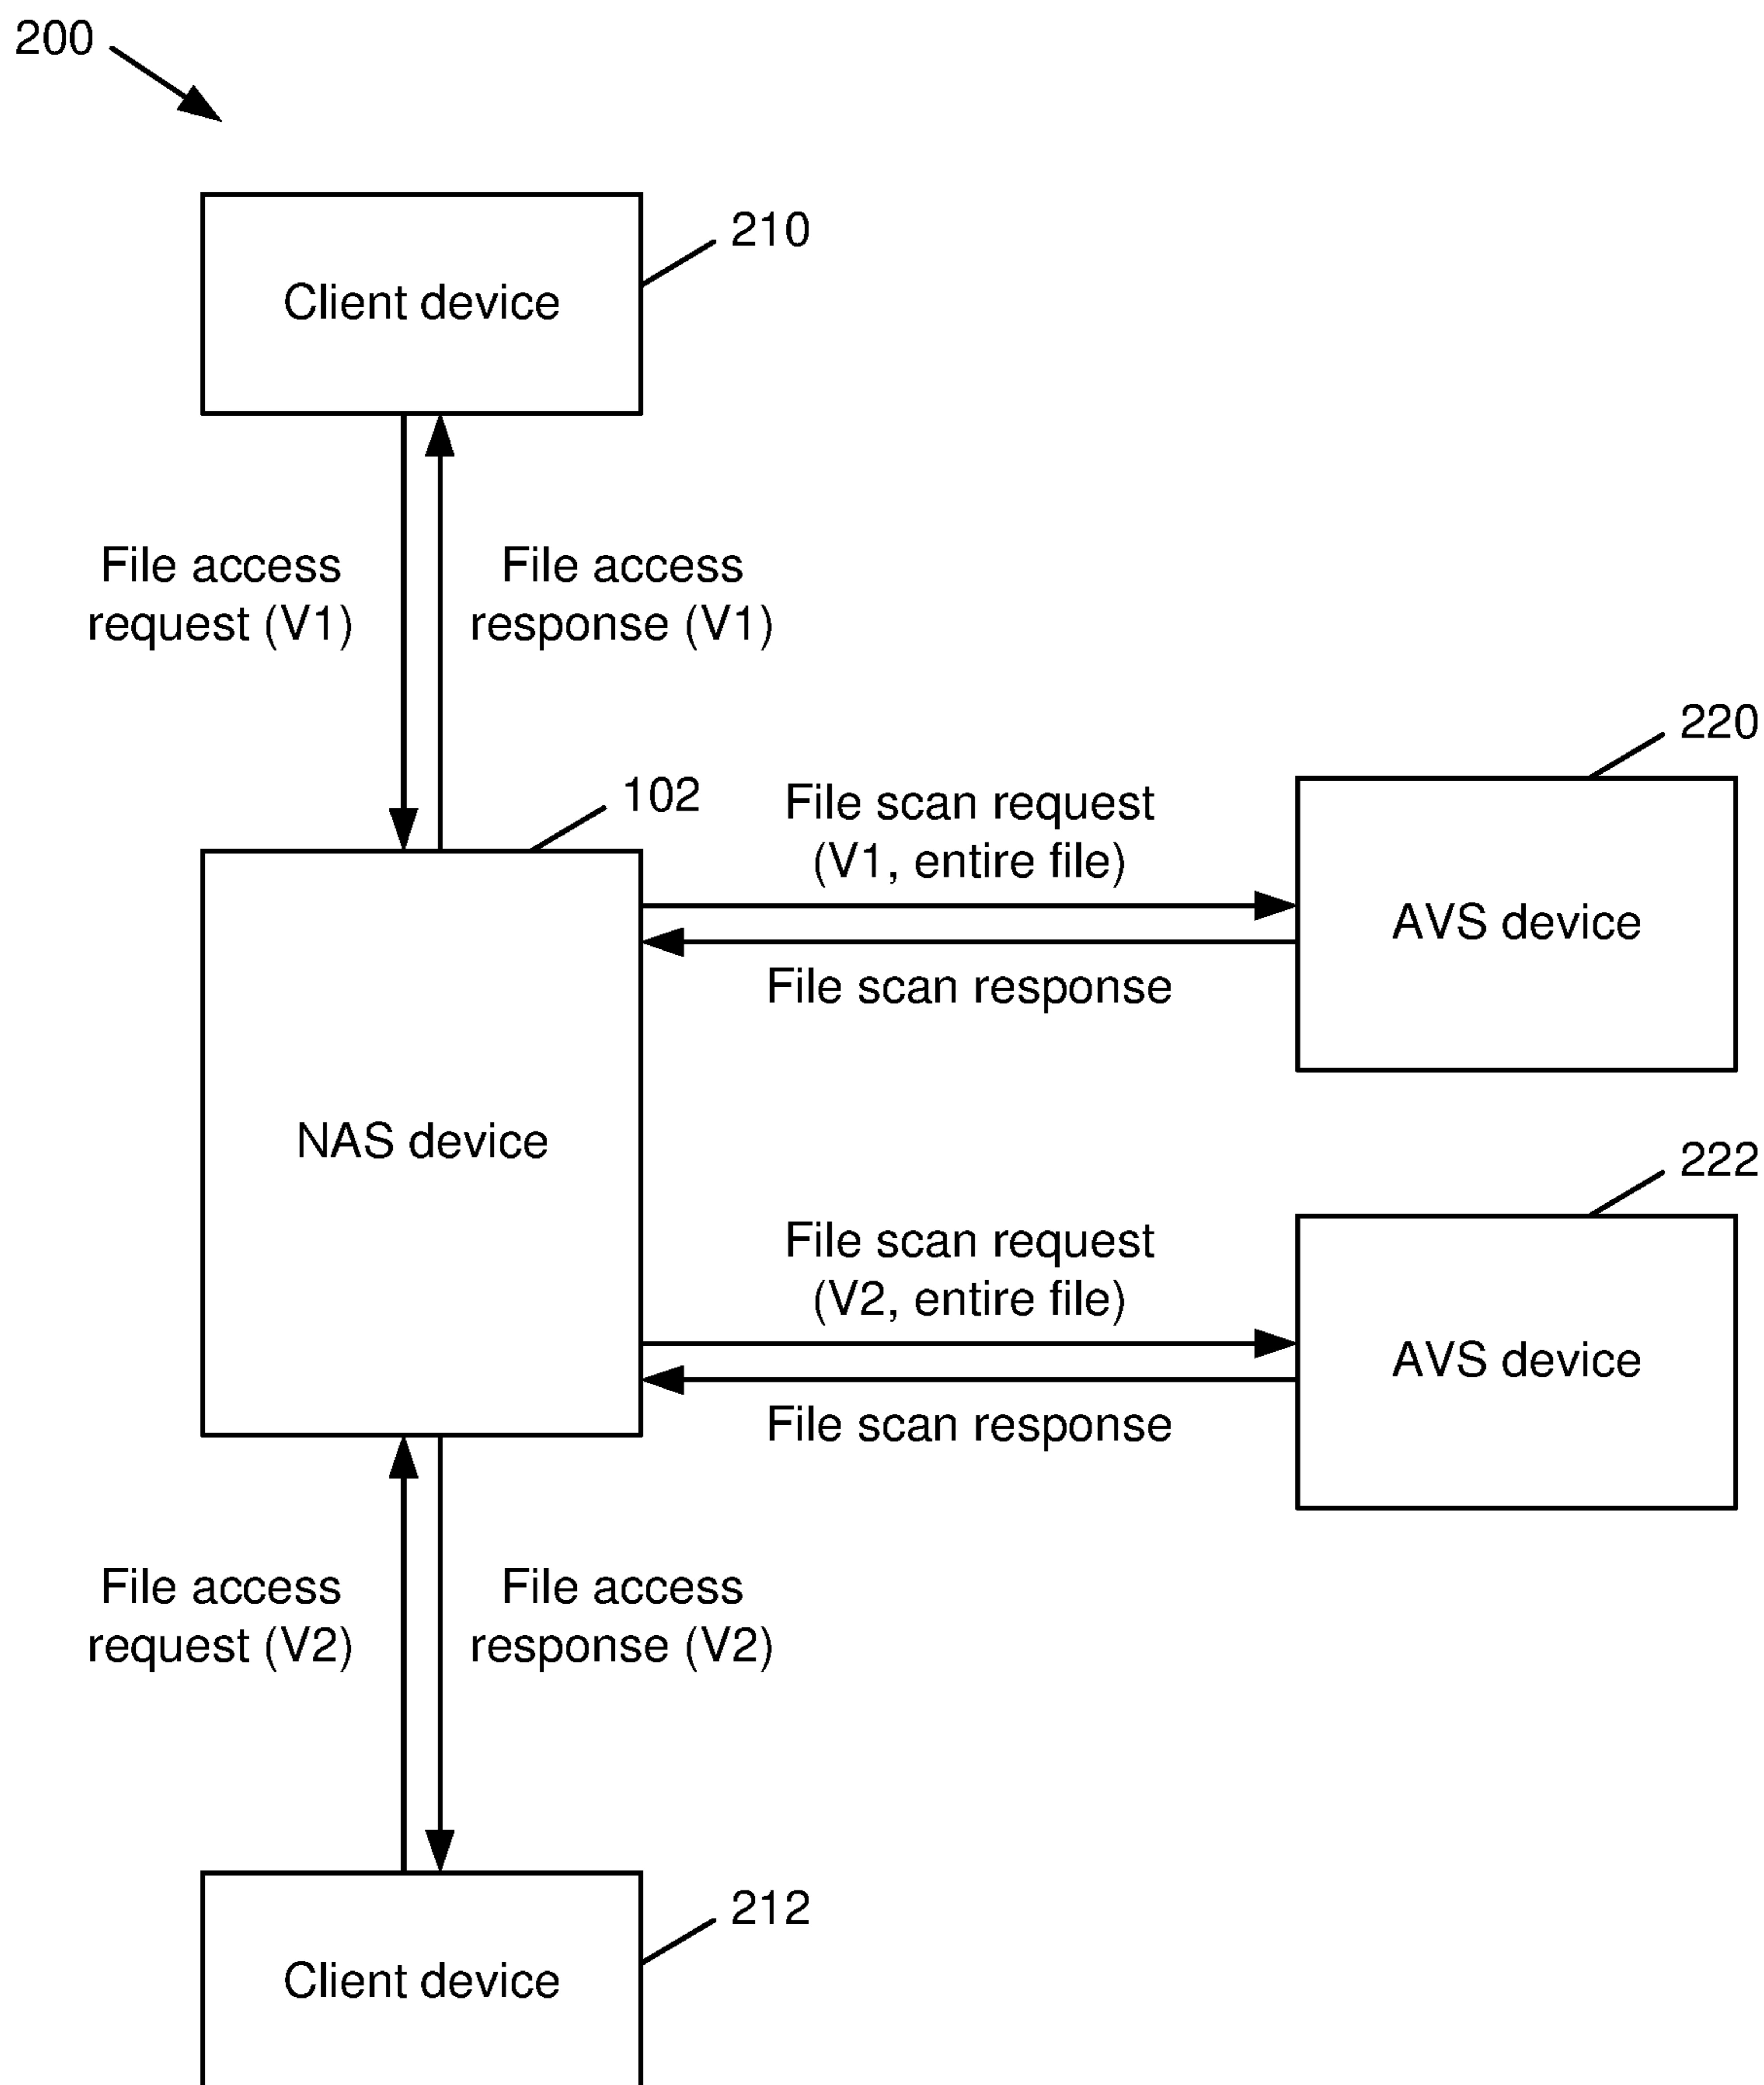 200
210
Client device
File access
request (V1)
File access
response (V1)
220
102
File scan request
(V1, entire file)
AVS device
File scan response
NAS device
222
File scan request
(V2, entire file)
AVS device
File scan response
File access
request (V2)
File access
response (V2)
212
Client device